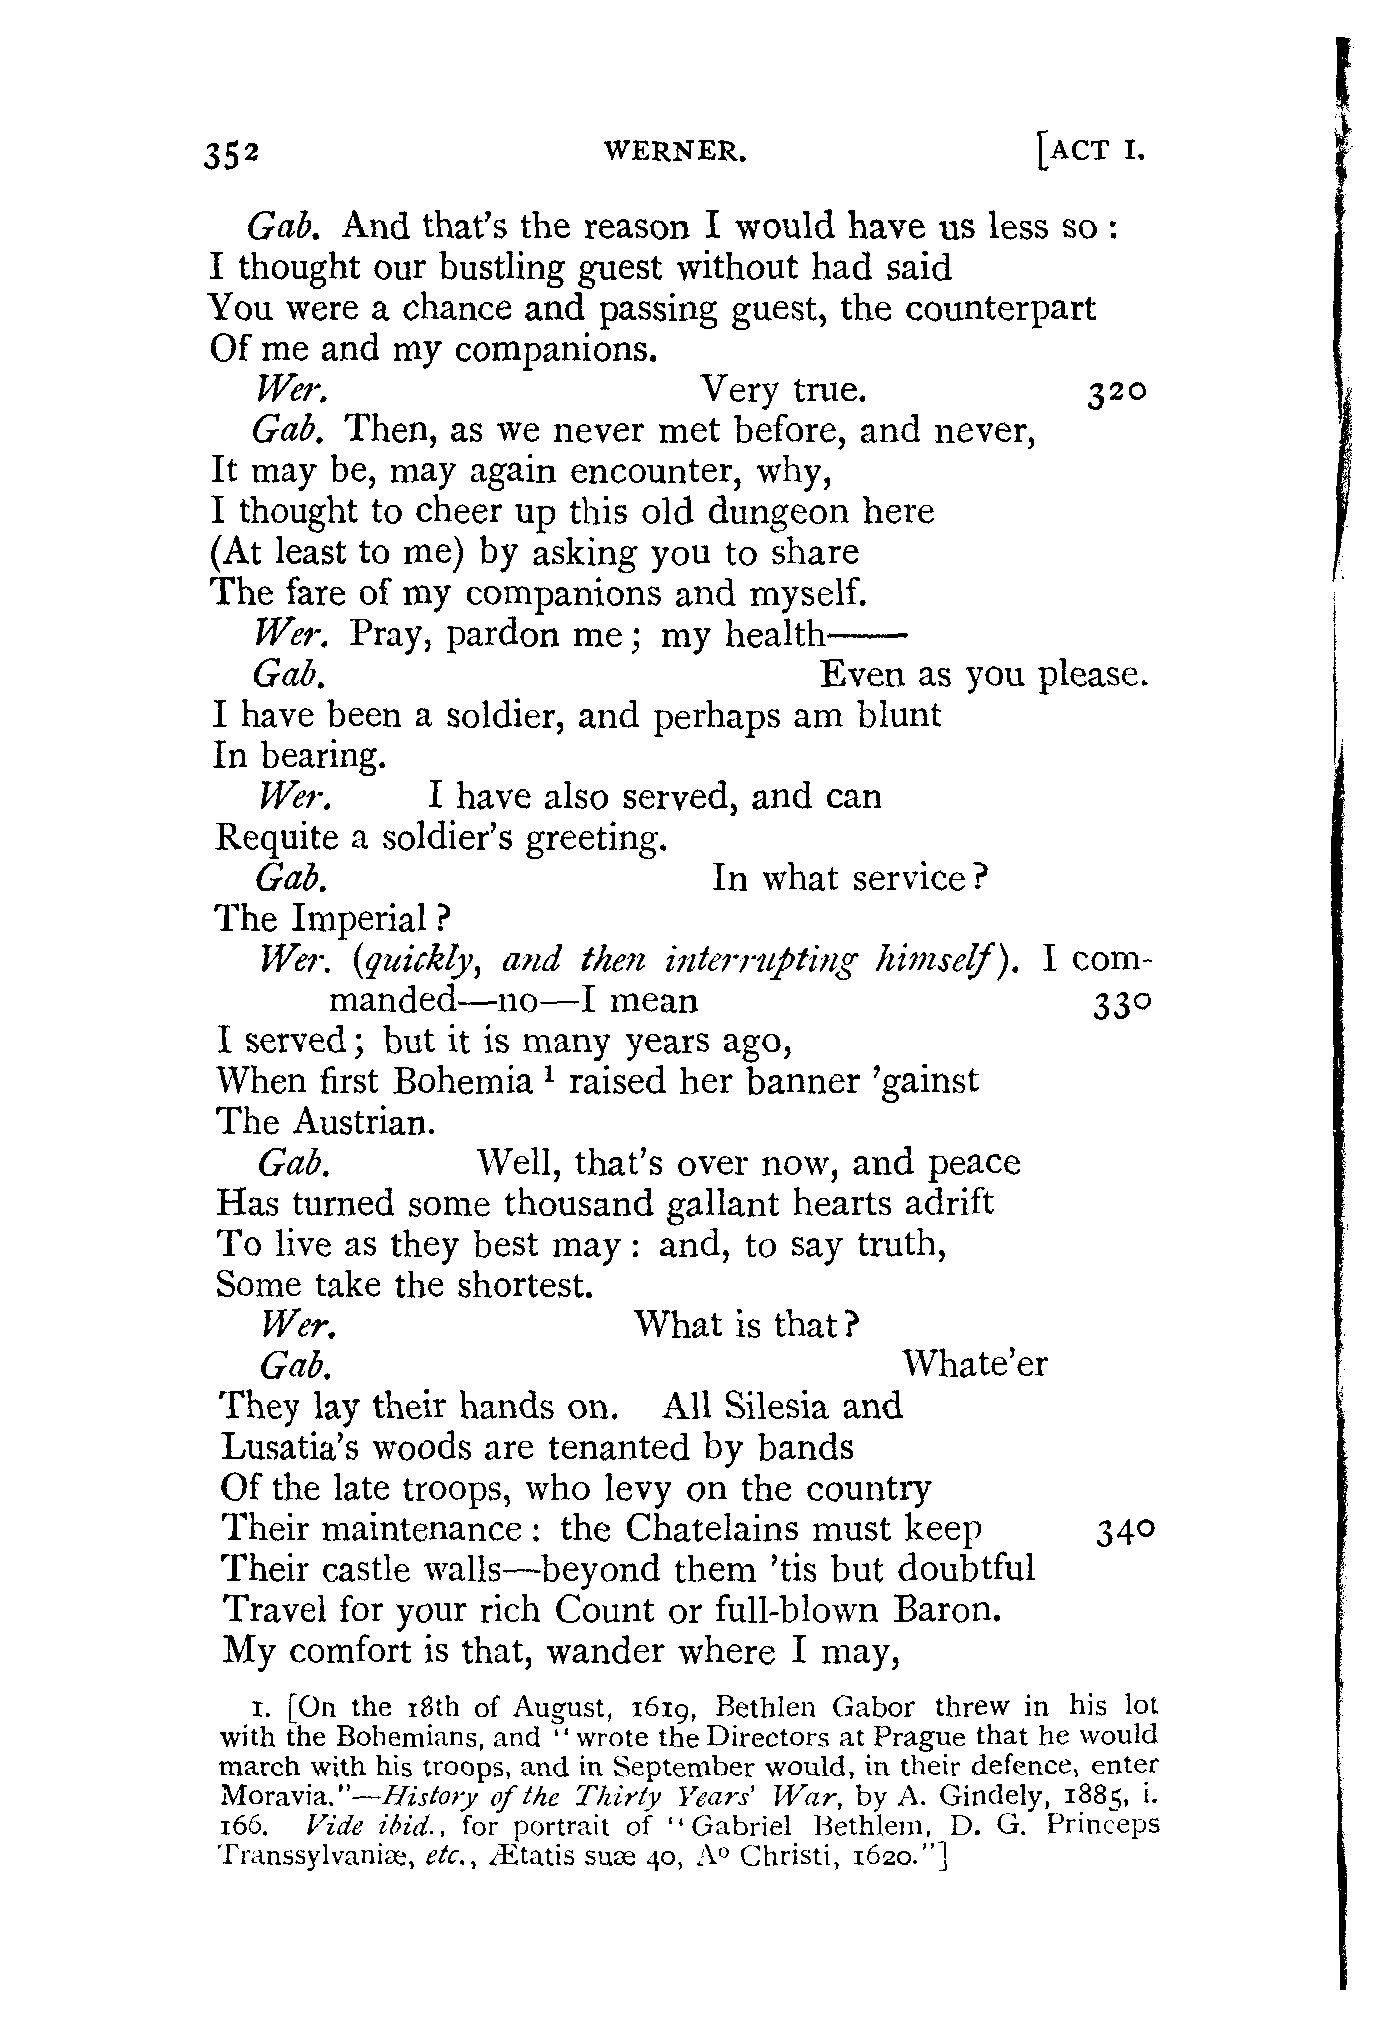 352 WERNER. [ACT I.
Gab. And that's the reason I would have us less so :
I thought our bustling guest without had said
You were a chance and passing guest, the counterpart
Of me and my companions.
Wer. Very true. 320
Gab. Then, as we never met before, and never,
It may be, may again encounter, why,
I thought to cheer up this old dungeon here
(At least to me) by asking you to share
The fare of my companions and myself.
Wer. Pray, pardon me ; my health——
Gab. Even as you please.
I have been a soldier, and perhaps am blunt
In bearing.
Wer. I have also served, and can
Requite a soldier's greeting.
Gab. In what service ?
The Imperial ?
Wer. (quickly, and then interrupting himself). I com-
manded—no—I mean 330
I served ; but it is many years ago,
When first Bohemia ¹ raised her banner 'gainst
The Austrian.
Gab. Well, that's over now, and peace
Has turned some thousand gallant hearts adrift
To live as they best may : and, to say truth,
Some take the shortest.
Wer. What is that ?
Gab. Whate'er
They lay their hands on. All Silesia and
Lusatia's woods are tenanted by bands
Of the late troops, who levy on the country
Their maintenance : the Chatelains must keep 340
Their castle walls—beyond them 'tis but doubtful
Travel for your rich Count or full-blown Baron.
My comfort is that, wander where I may,
1. [On the 18th of August, 1619, Bethlen Gabor threw in his lot
with the Bohemians, and "wrote the Directors at Prague that he would
march with his troops, and in September would, in their defence, enter
Moravia."—History of the Thirty Years' War, by A. Gindely, 1885, i.
166. Vide ibid., for portrait of "Gabriel Bethlem, D. G. Princeps
Transsylvaniæ, etc., Ætatis suæ 40, Aº Christi, 1620."]